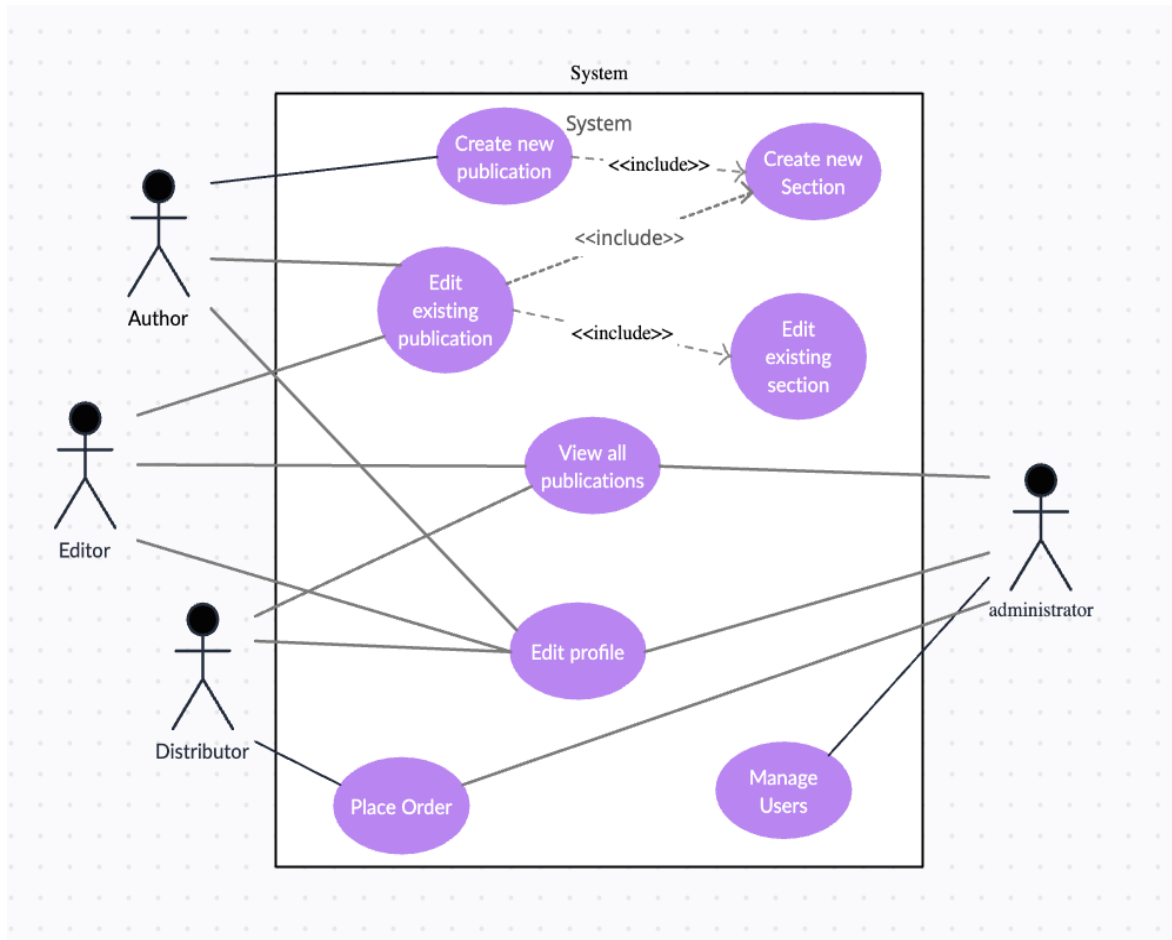 System
System
Create new
publication
<<include>>
Create new
Section
<<include>>
Author
Edit
existing
publication
<<include>>
Edit
existing
section
View all
publications
Editor
administrator
Edit profile
Distributor
Place Order
Manage
Users